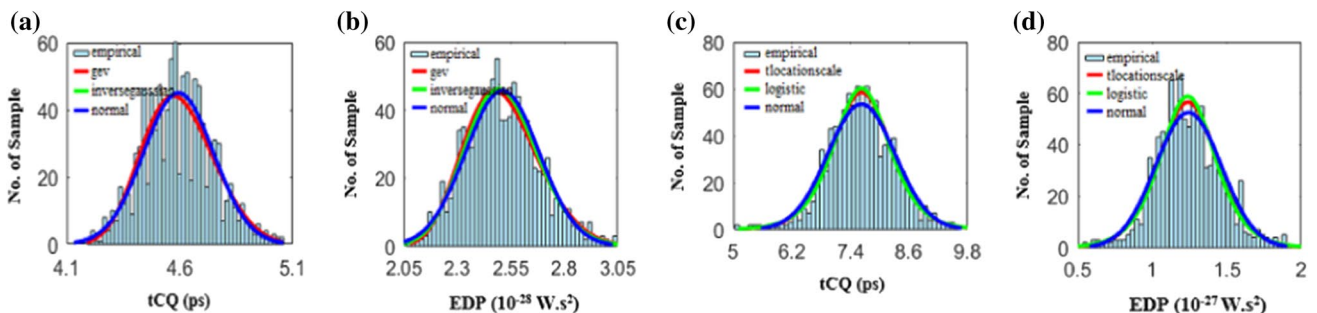 (a)
No. of Sample
60
40
20
0
empirical
gev
inversegaussian
normal
4.1 4.6 5.1
tCQ (ps)
(b)
No. of Sample
60
40
20
0
empirical
gev
inversegaussian
normal
2.05 2.3 2.55 2.8 3.05
EDP (10⁻²⁸ W.s²)
(c)
No. of Sample
80
60
40
20
0
empirical
tlocationscale
logistic
normal
5 6.2 7.4 8.6 9.8
tCQ (ps)
(d)
No. of Sample
80
60
40
20
0
empirical
tlocationscale
logistic
normal
0.5 1 1.5 2
EDP (10⁻²⁷ W.s²)